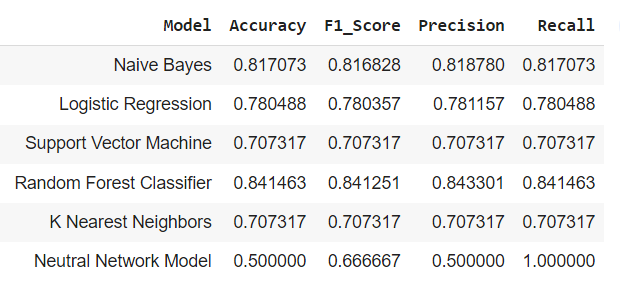 Model Accuracy F1_Score Precision Recall
Naive Bayes 0.817073 0.816828 0.818780 0.817073
Logistic Regression 0.780488 0.780357 0.781157 0.780488
Support Vector Machine 0.707317 0.707317 0.707317 0.707317
Random Forest Classifier 0.841463 0.841251 0.843301 0.841463
K Nearest Neighbors 0.707317 0.707317 0.707317 0.707317
Neutral Network Model 0.500000 0.666667 0.500000 1.000000